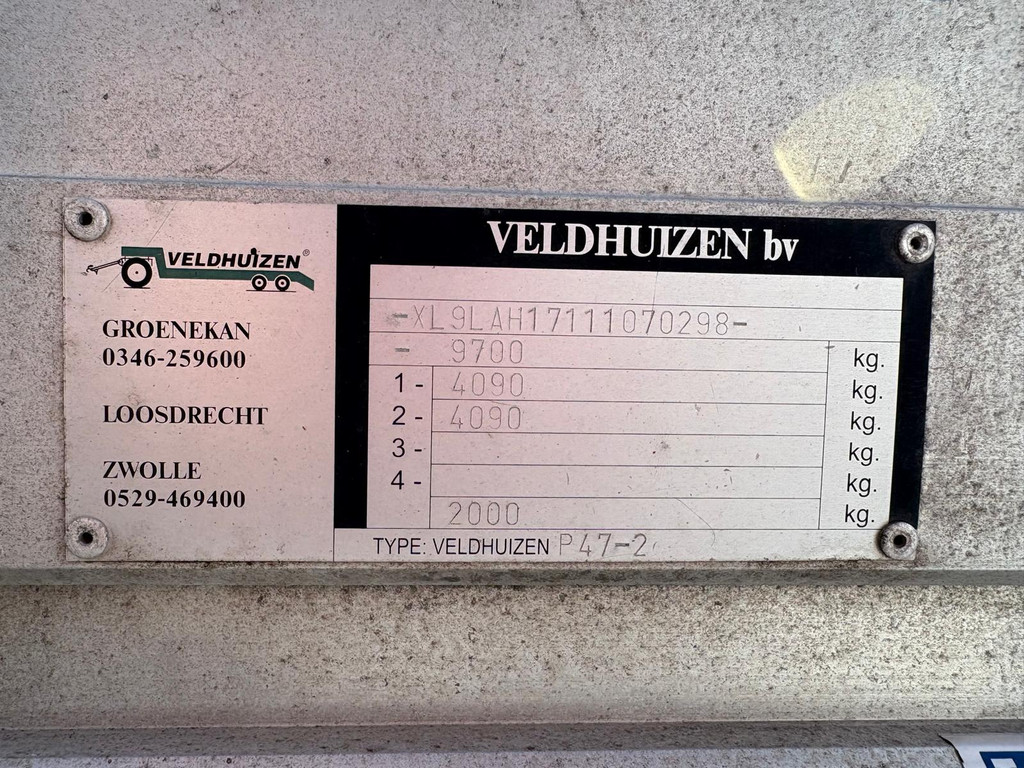 VELDHUIZEN®
GROENEKAN
0346-259600
LOOSDRECHT
ZWOLLE
0529-469400
VELDHUIZEN bv
-XL9LAH17111070298-
- 9700 kg.
1 - 4090 kg.
2 - 4090 kg.
3 - kg.
4 - kg.
2000 kg.
TYPE: VELDHUIZEN P47-2